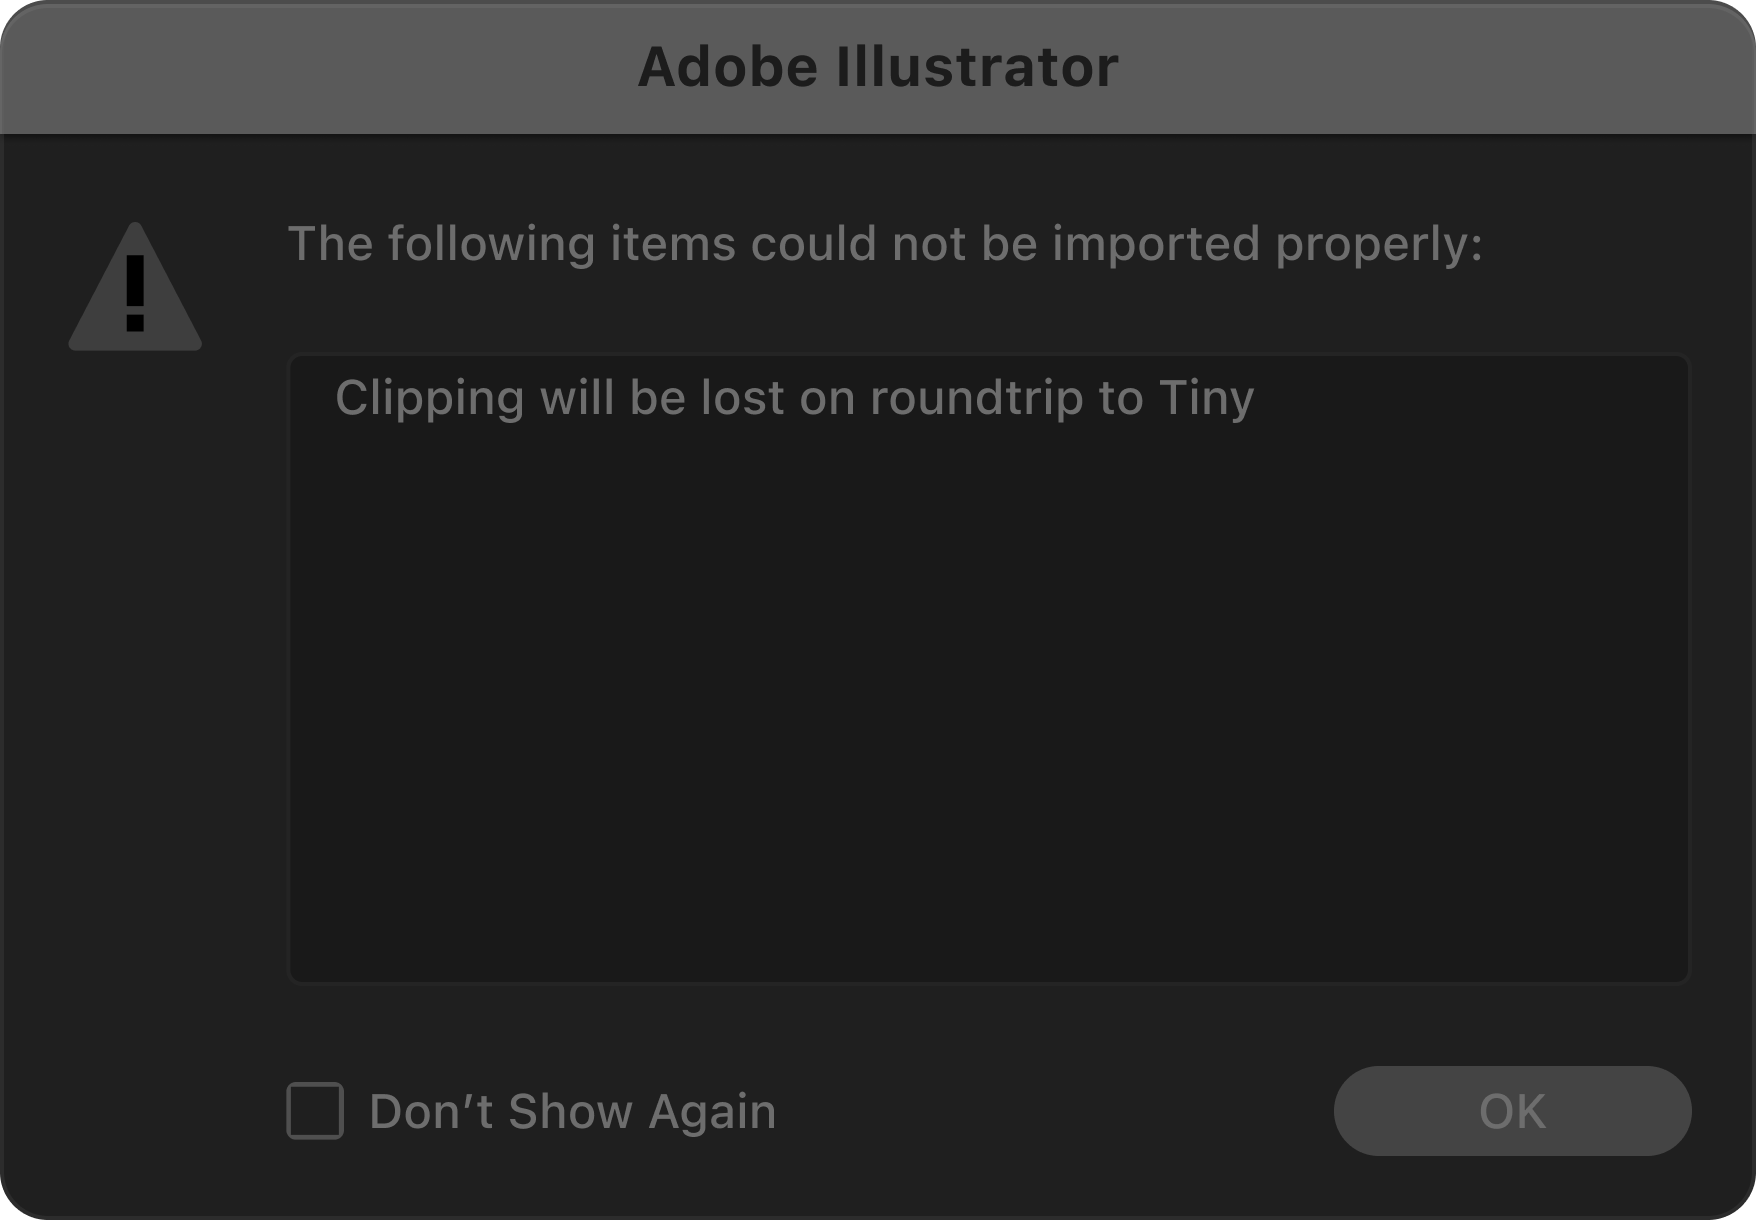 Adobe Illustrator
The following items could not be imported properly:
Clipping will be lost on roundtrip to Tiny
Don’t Show Again
OK